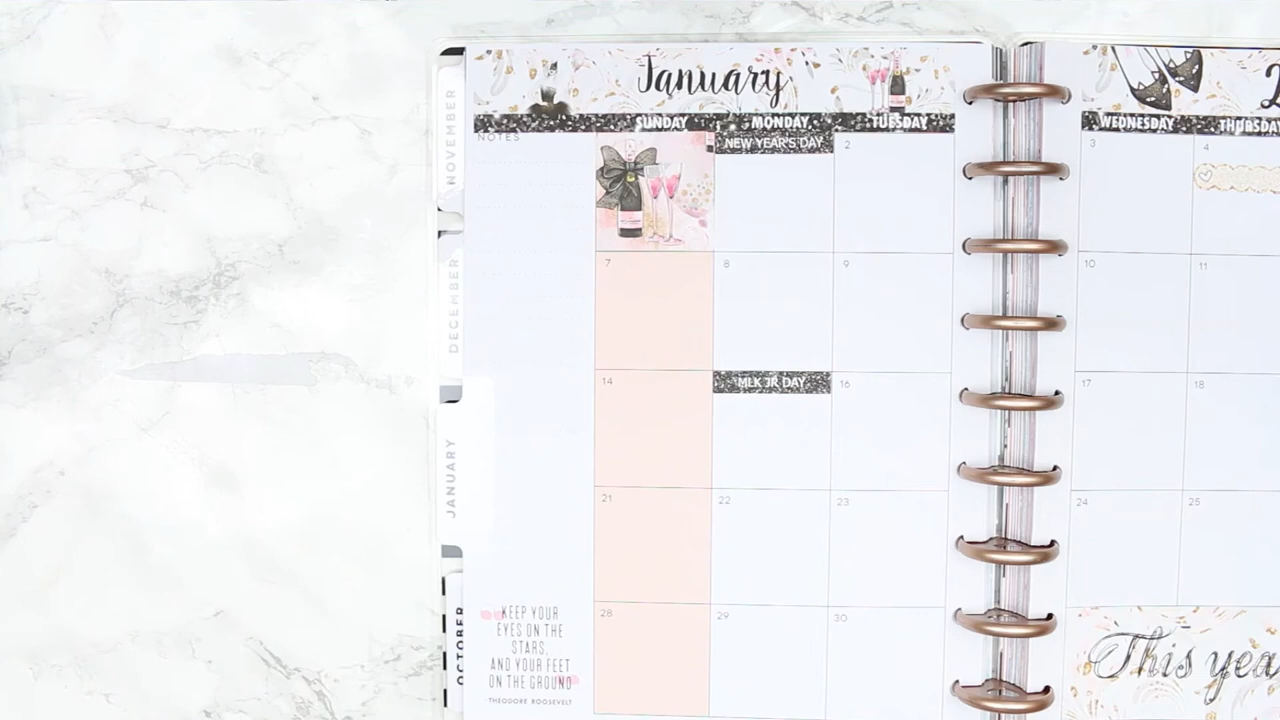 January
SUNDAY MONDAY TUESDAY WEDNESDAY
NOTES
NEW YEAR'S DAY 2 3 4
7 8 9 10 11
14 MLK JR DAY 16 17 18
21 22 23 24 25
28 29 30
This
KEEP YOUR
EYES ON THE
STARS,
AND YOUR FEET
ON THE GROUND
THEODORE ROOSEVELT
NOVEMBER
DECEMBER
JANUARY
OCTOBER